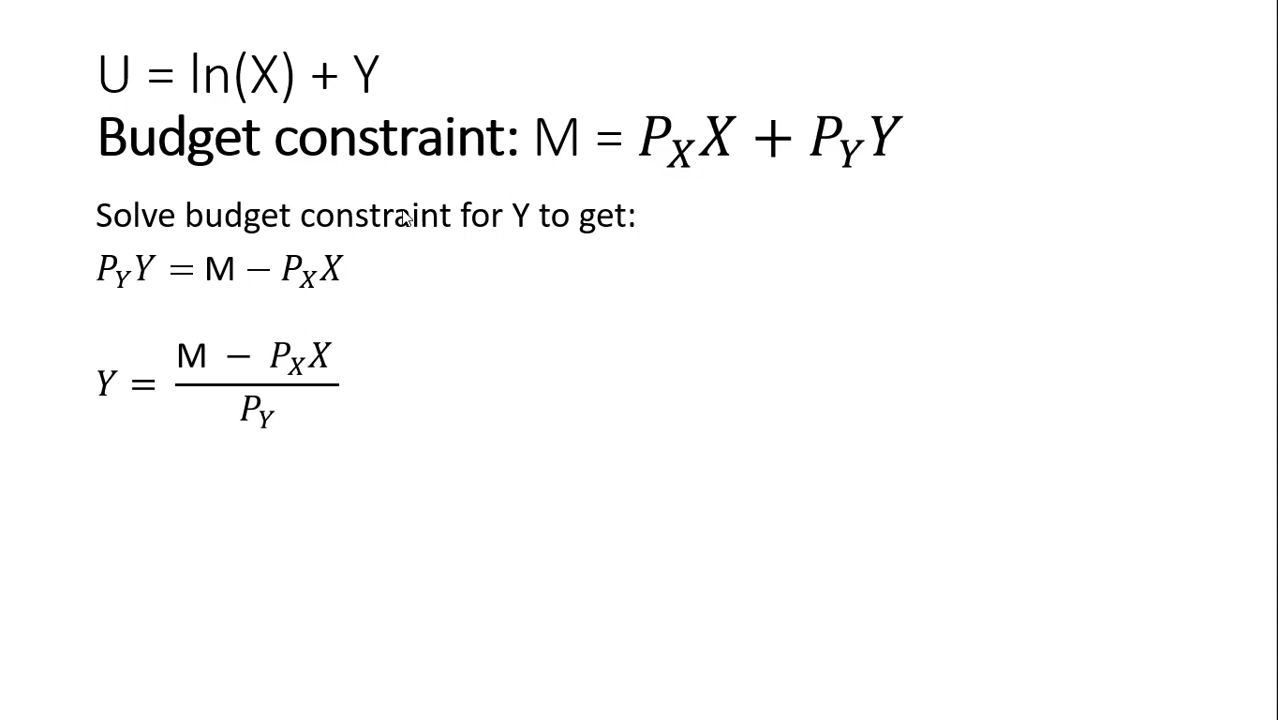 U = ln(X) + Y
Budget constraint: M = P_X X + P_Y Y
Solve budget constraint for Y to get:
P_Y Y = M − P_X X
Y = (M − P_X X) / P_Y